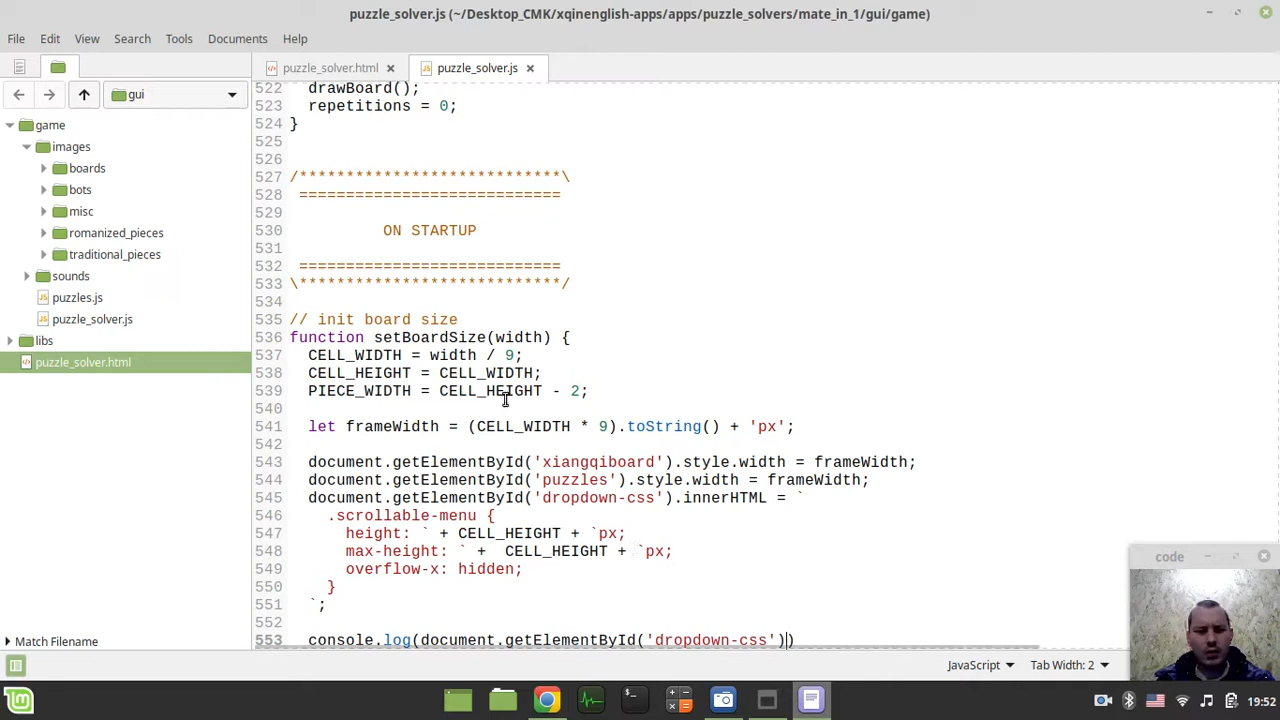 puzzle_solver.js (~/Desktop_CMK/xqinenglish-apps/apps/puzzle_solvers/mate_in_1/gui/game)
File Edit View Search Tools Documents Help
puzzle_solver.html
puzzle_solver.js
gui
game
images
boards
bots
misc
romanized_pieces
traditional_pieces
sounds
puzzles.js
puzzle_solver.js
libs
puzzle_solver.html
Match Filename
522 drawBoard();
523 repetitions = 0;
524 }
525
526
527 /****************************\
528 ============================
529
530 ON STARTUP
531
532 ============================
533 \****************************/
534
535 // init board size
536 function setBoardSize(width) {
537 CELL_WIDTH = width / 9;
538 CELL_HEIGHT = CELL_WIDTH;
539 PIECE_WIDTH = CELL_HEIGHT - 2;
540
541 let frameWidth = (CELL_WIDTH * 9).toString() + 'px';
542
543 document.getElementById('xiangqiboard').style.width = frameWidth;
544 document.getElementById('puzzles').style.width = frameWidth;
545 document.getElementById('dropdown-css').innerHTML = `
546 .scrollable-menu {
547 height: ` + CELL_HEIGHT + `px;
548 max-height: ` +  CELL_HEIGHT + `px;
549 overflow-x: hidden;
550 }
551 `;
552
553 console.log(document.getElementById('dropdown-css'))
code
JavaScript
Tab Width: 2
19:52